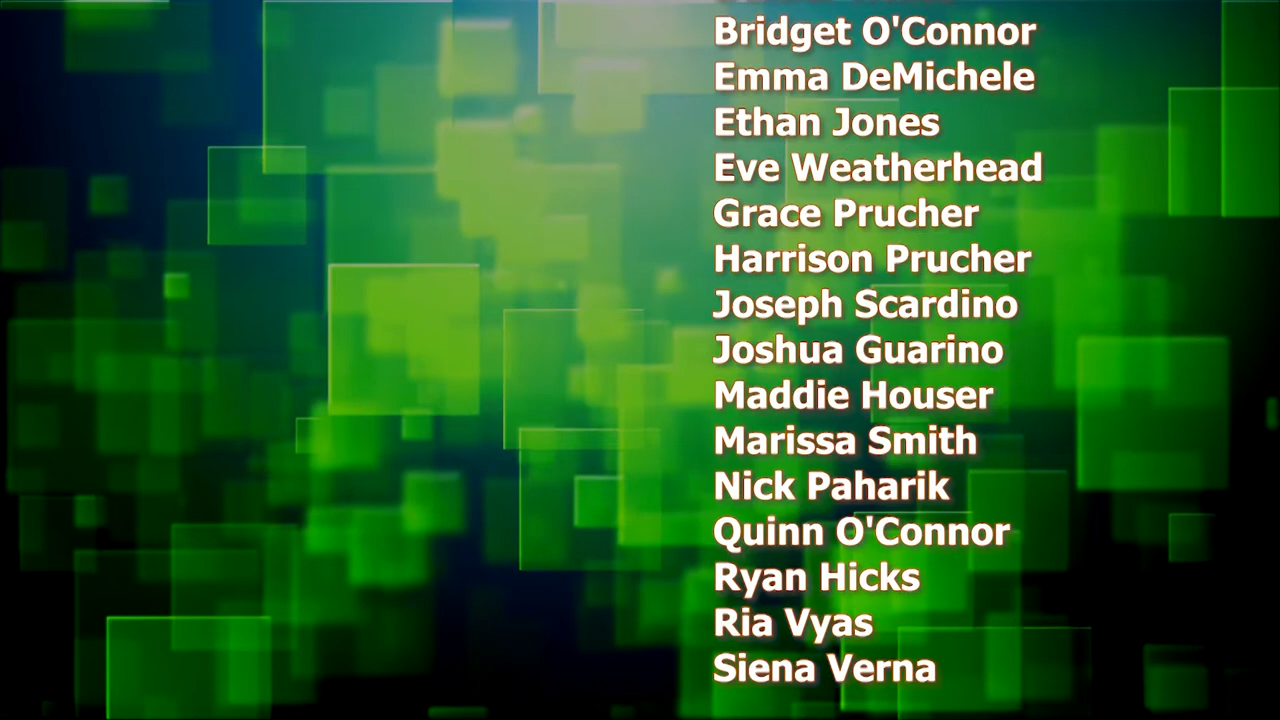 Bridget O'Connor
Emma DeMichele
Ethan Jones
Eve Weatherhead
Grace Prucher
Harrison Prucher
Joseph Scardino
Joshua Guarino
Maddie Houser
Marissa Smith
Nick Paharik
Quinn O'Connor
Ryan Hicks
Ria Vyas
Siena Verna